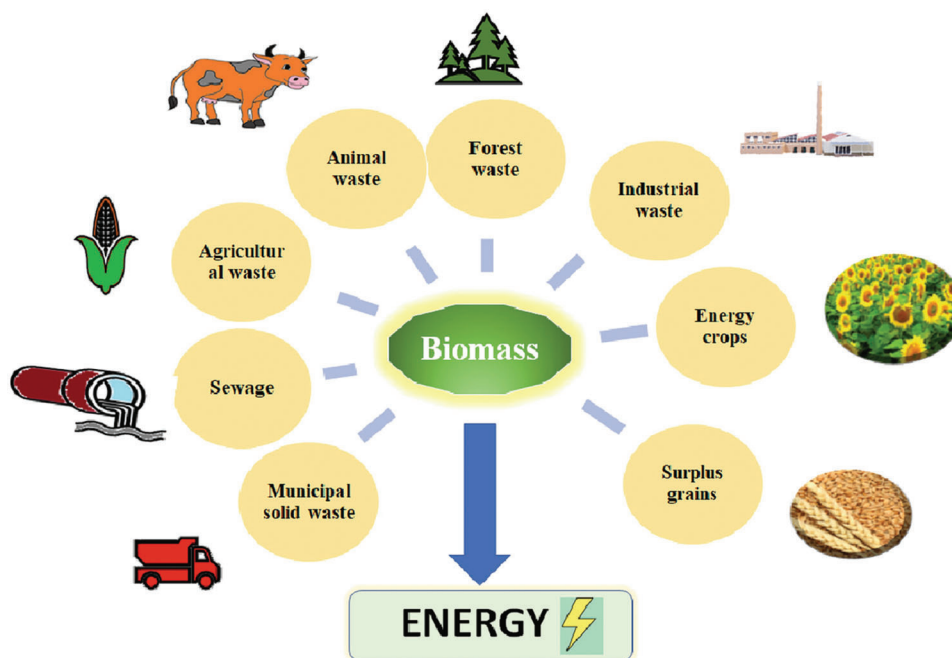 Animal
waste
Forest
waste
Industrial
waste
Agricultur
al waste
Energy
crops
Biomass
Sewage
Surplus
grains
Municipal
solid waste
ENERGY